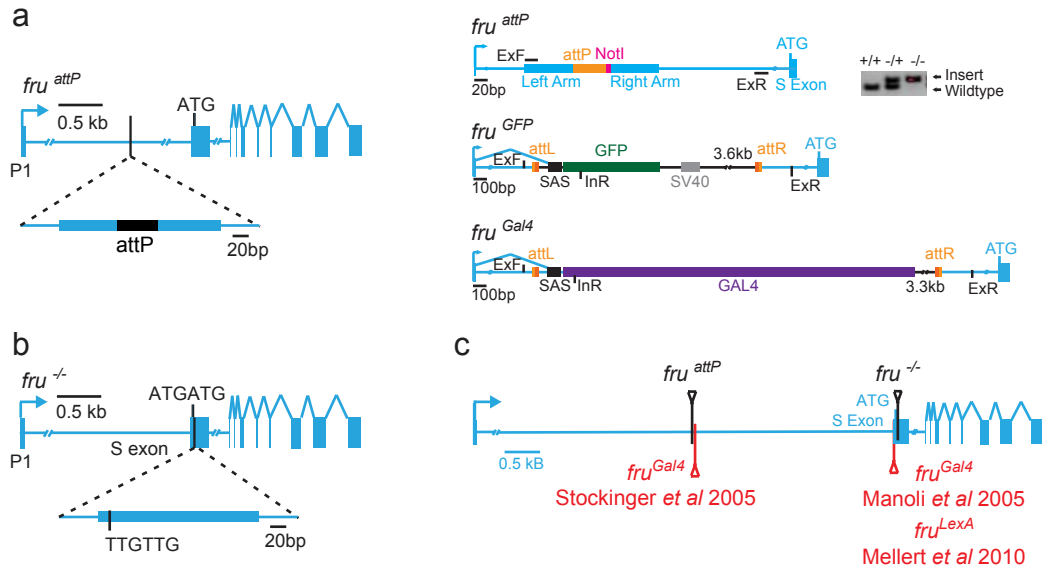 a
fru attP
0.5 kb
ATG
P1
attP
20bp
fru attP
ATG
ExF
attP NotI
Left Arm
Right Arm
ExR
S Exon
20bp
+/+ -/+ -/-
Insert
Wildtype
fru GFP
attL
GFP
3.6kb
attR
ATG
ExF
SAS
InR
SV40
ExR
100bp
fru Gal4
attL
attR
ATG
ExF
SAS
InR
GAL4
3.3kb
ExR
100bp
b
fru -/-
0.5 kb
ATGATG
S exon
P1
TTGTTG
20bp
c
fru attP
fru -/-
ATG
S Exon
0.5 kB
fruGal4
Stockinger et al 2005
fruGal4
Manoli et al 2005
fruLexA
Mellert et al 2010